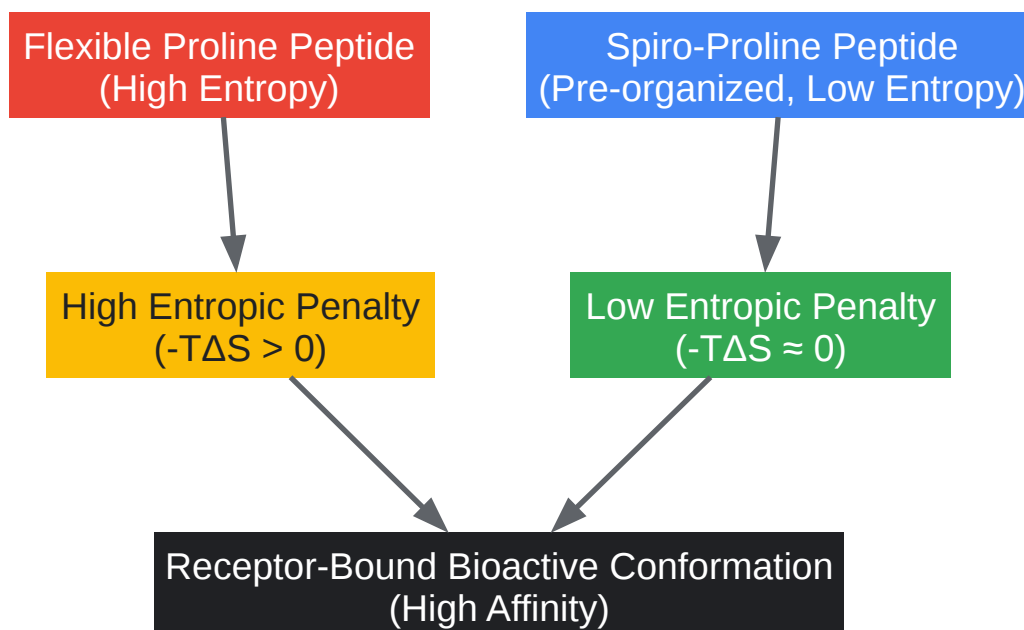 Flexible Proline Peptide
(High Entropy)
Spiro-Proline Peptide
(Pre-organized, Low Entropy)
High Entropic Penalty
(-TΔS > 0)
Low Entropic Penalty
(-TΔS ≈ 0)
Receptor-Bound Bioactive Conformation
(High Affinity)